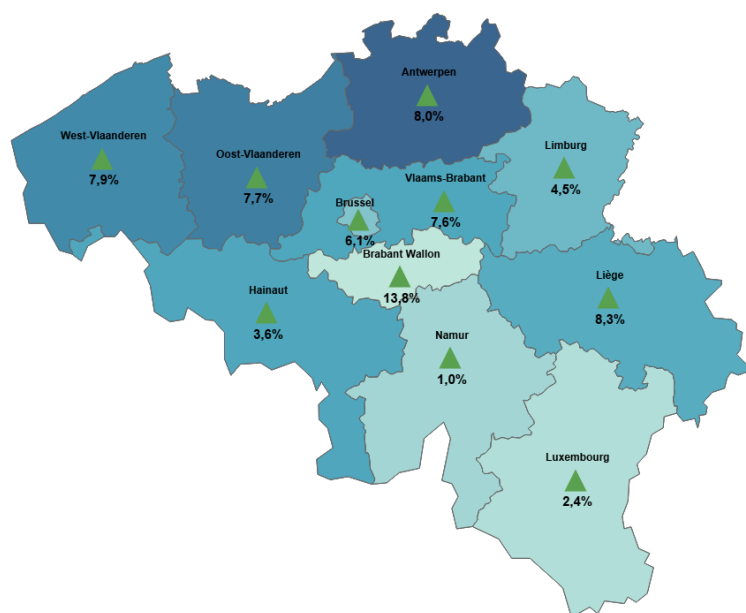 Antwerpen
8,0%
West-Vlaanderen
7,9%
Oost-Vlaanderen
7,7%
Limburg
4,5%
Vlaams-Brabant
7,6%
Brussel
6,1%
Brabant Wallon
13,8%
Hainaut
3,6%
Liège
8,3%
Namur
1,0%
Luxembourg
2,4%